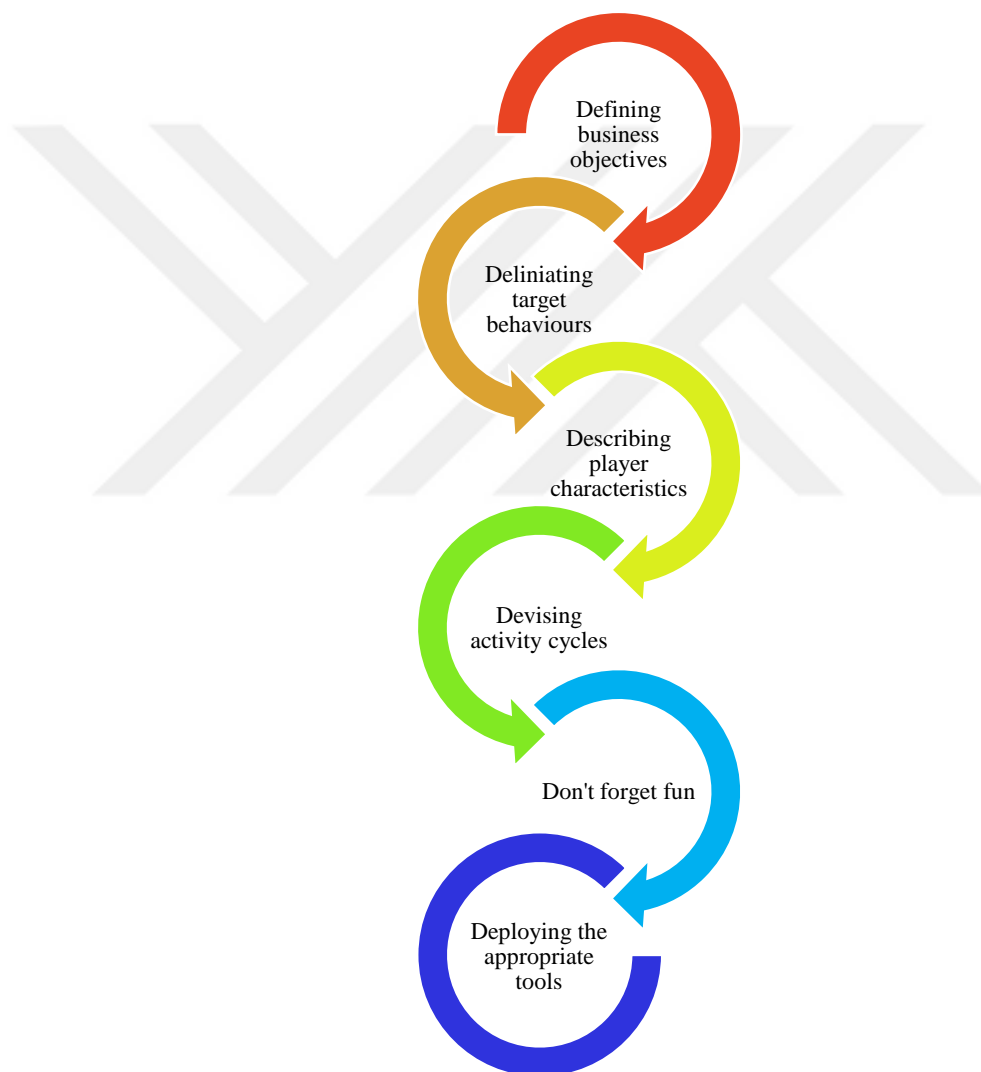 Defining
business
objectives
Deliniating
target
behaviours
Describing
player
characteristics
Devising
activity cycles
Don't forget fun
Deploying the
appropriate
tools